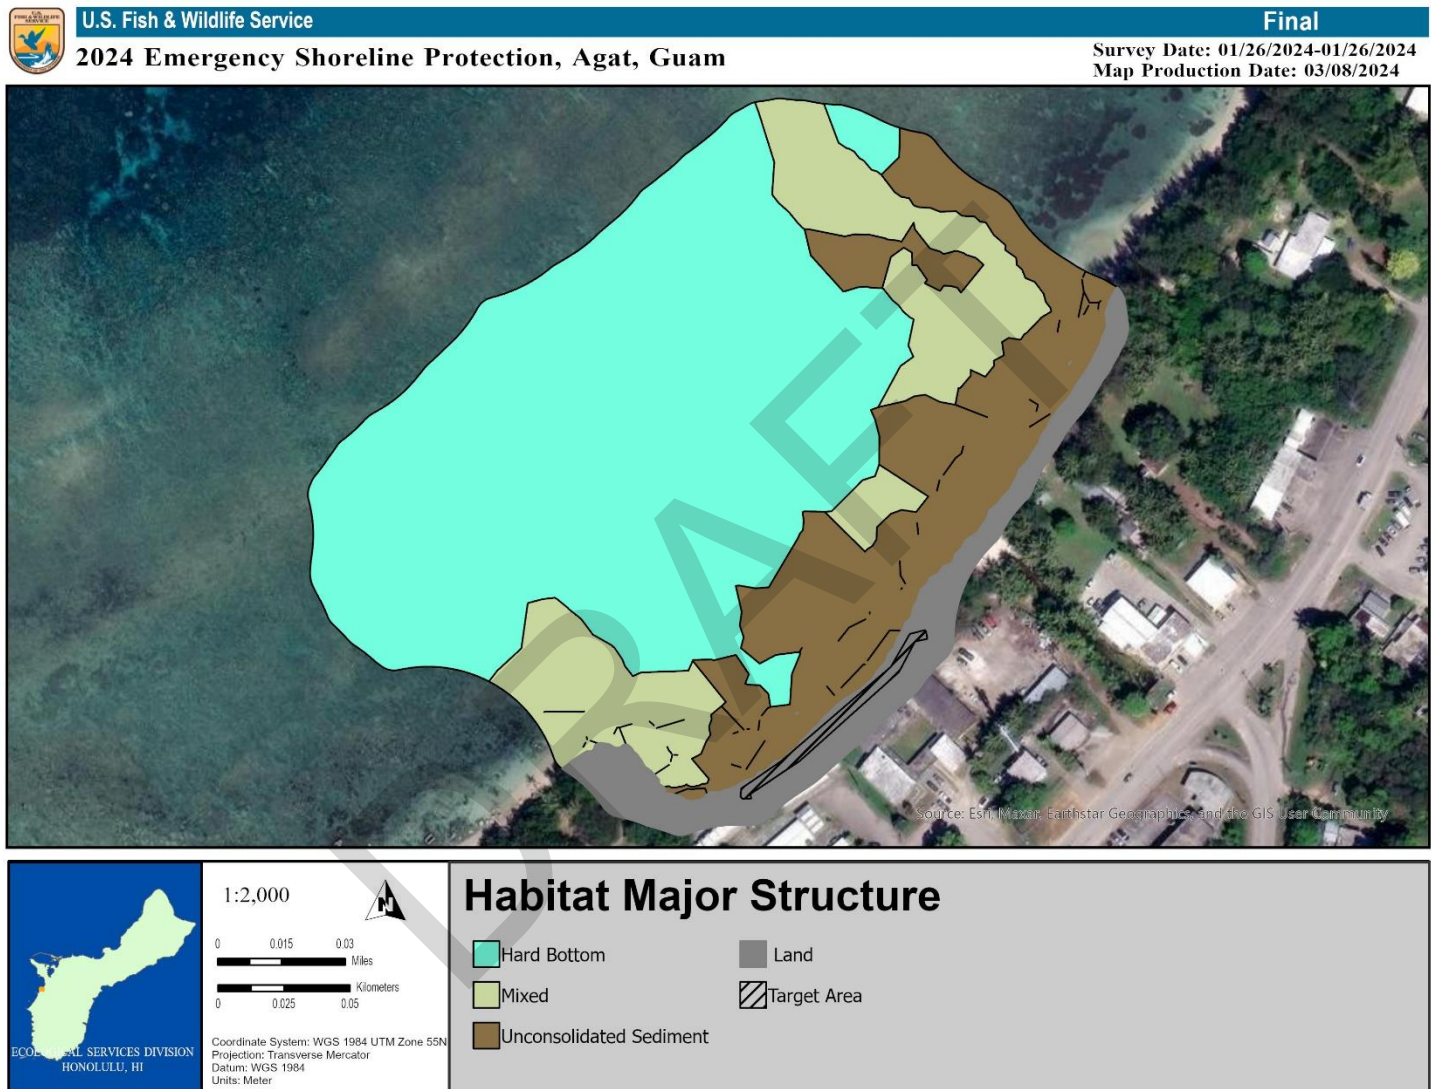 U.S. FISH & WILDLIFE SERVICE
U.S. Fish & Wildlife Service
Final
2024 Emergency Shoreline Protection, Agat, Guam
Survey Date: 01/26/2024-01/26/2024
Map Production Date: 03/08/2024
DRAFT
Source: Esri, Maxar, Earthstar Geographics, and the GIS User Community
ECOLOGICAL SERVICES DIVISION
HONOLULU, HI
1:2,000
N
0 0.015 0.03
Miles
Kilometers
0 0.025 0.05
Coordinate System: WGS 1984 UTM Zone 55N
Projection: Transverse Mercator
Datum: WGS 1984
Units: Meter
Habitat Major Structure
Hard Bottom
Mixed
Unconsolidated Sediment
Land
Target Area